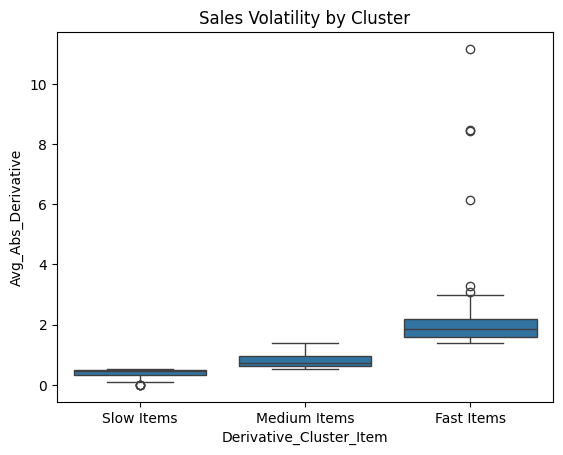 Sales Volatility by Cluster
Avg_Abs_Derivative
10
8
6
4
2
0
Slow Items
Medium Items
Fast Items
Derivative_Cluster_Item